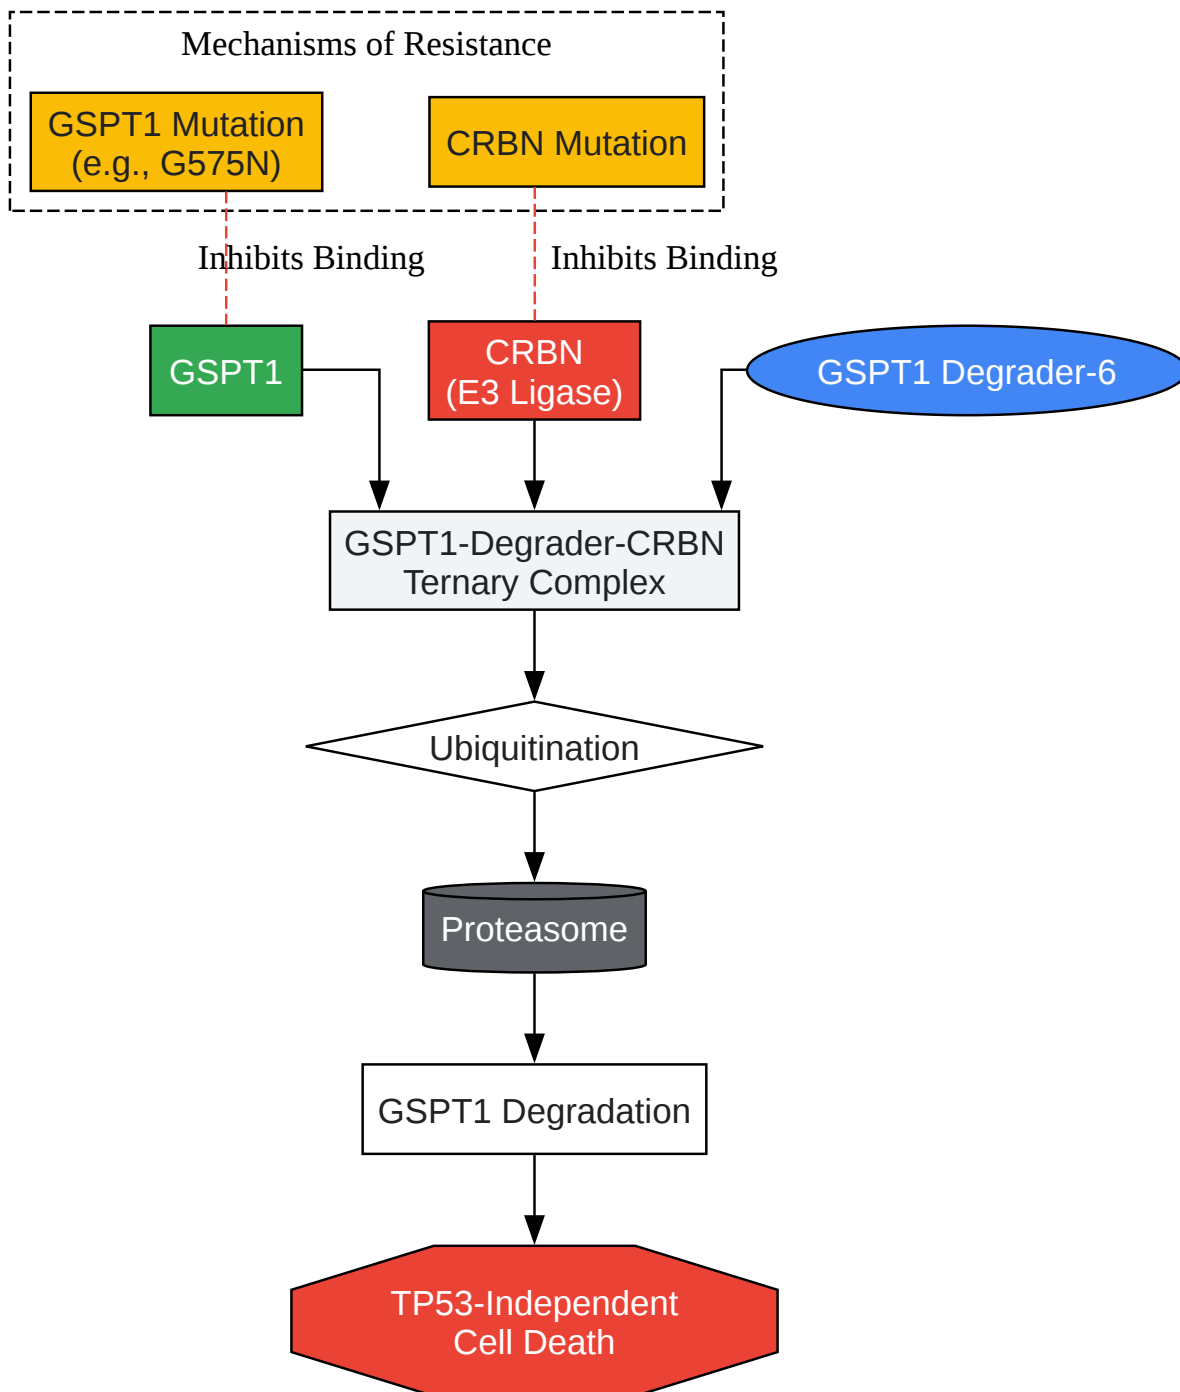 Mechanisms of Resistance
GSPT1 Mutation
(e.g., G575N)
CRBN Mutation
Inhibits Binding
Inhibits Binding
GSPT1
CRBN
(E3 Ligase)
GSPT1 Degrader-6
GSPT1-Degrader-CRBN
Ternary Complex
Ubiquitination
Proteasome
GSPT1 Degradation
TP53-Independent
Cell Death